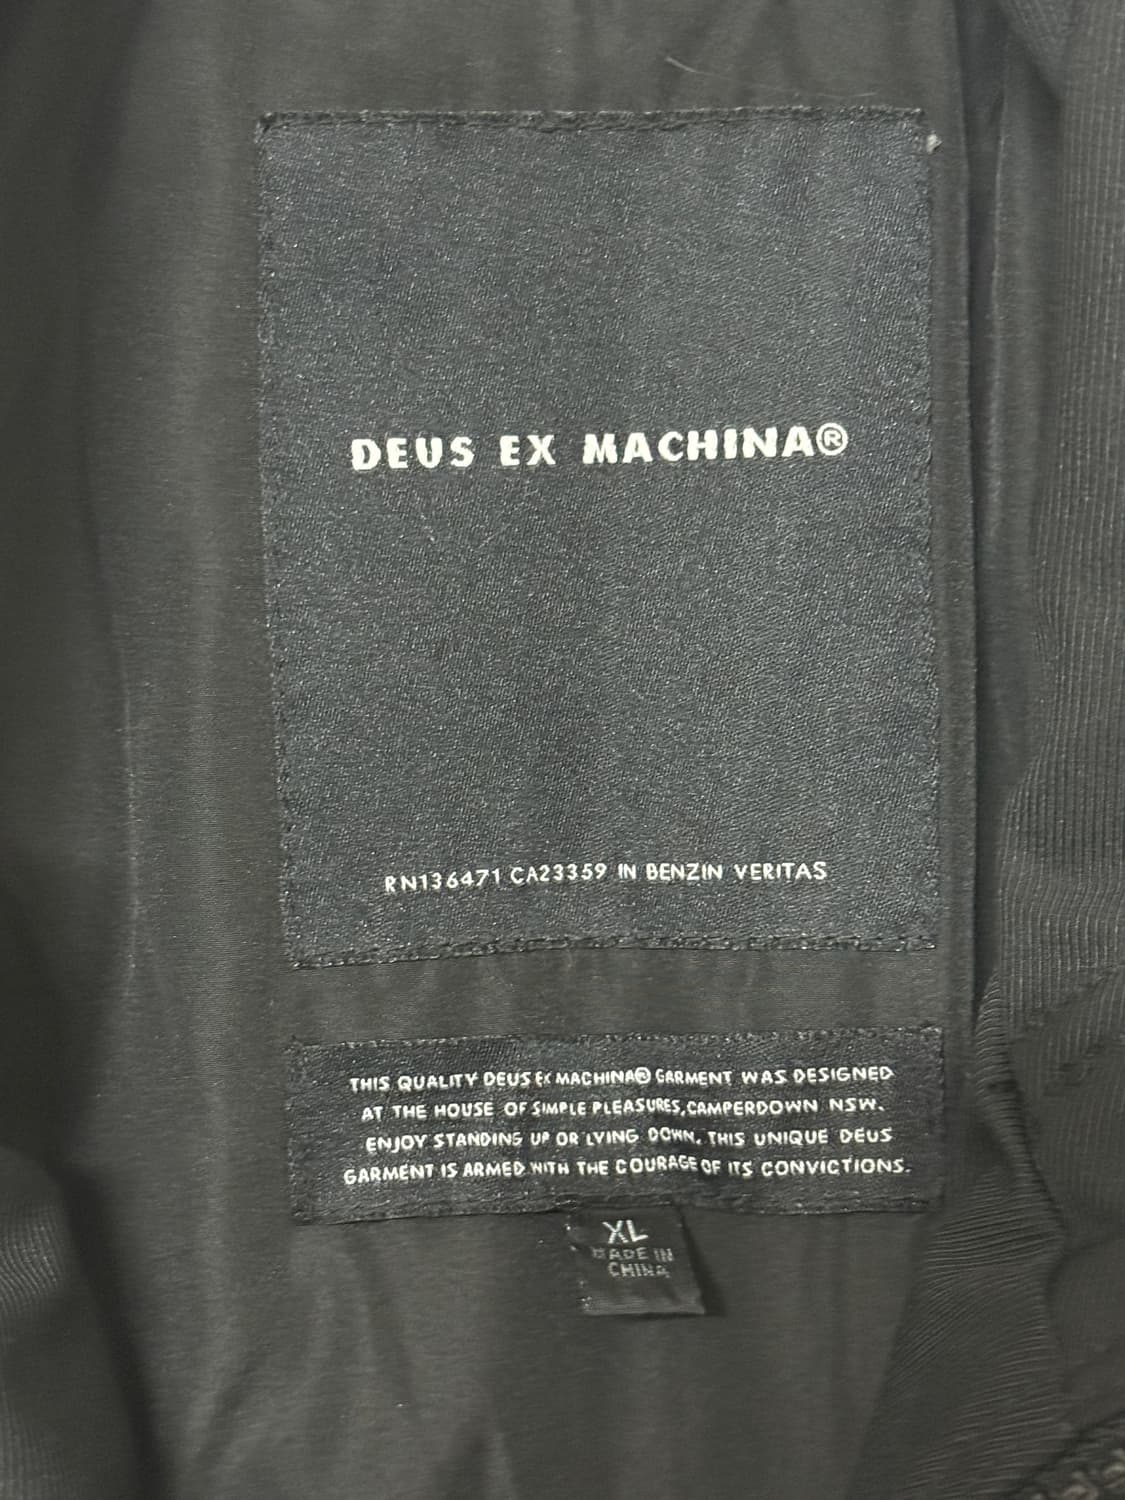 DEUS EX MACHINA®
RN136471 CA23359 IN BENZIN VERITAS
THIS QUALITY DEUS EX MACHINA® GARMENT WAS DESIGNED
AT THE HOUSE OF SIMPLE PLEASURES, CAMPERDOWN NSW.
ENJOY STANDING UP OR LYING DOWN. THIS UNIQUE DEUS
GARMENT IS ARMED WITH THE COURAGE OF ITS CONVICTIONS.
XL
MADE IN
CHINA